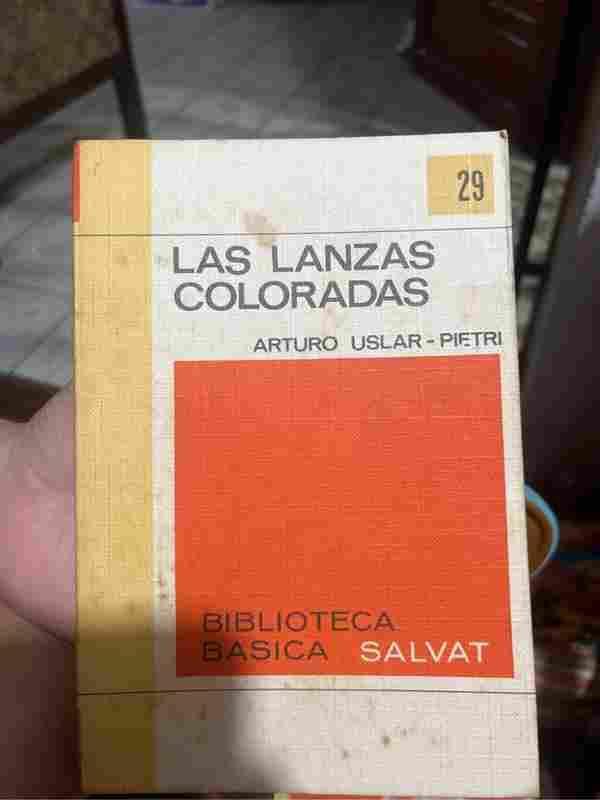 29
LAS LANZAS
COLORADAS
ARTURO USLAR-PIETRI
BIBLIOTECA
BASICA SALVAT